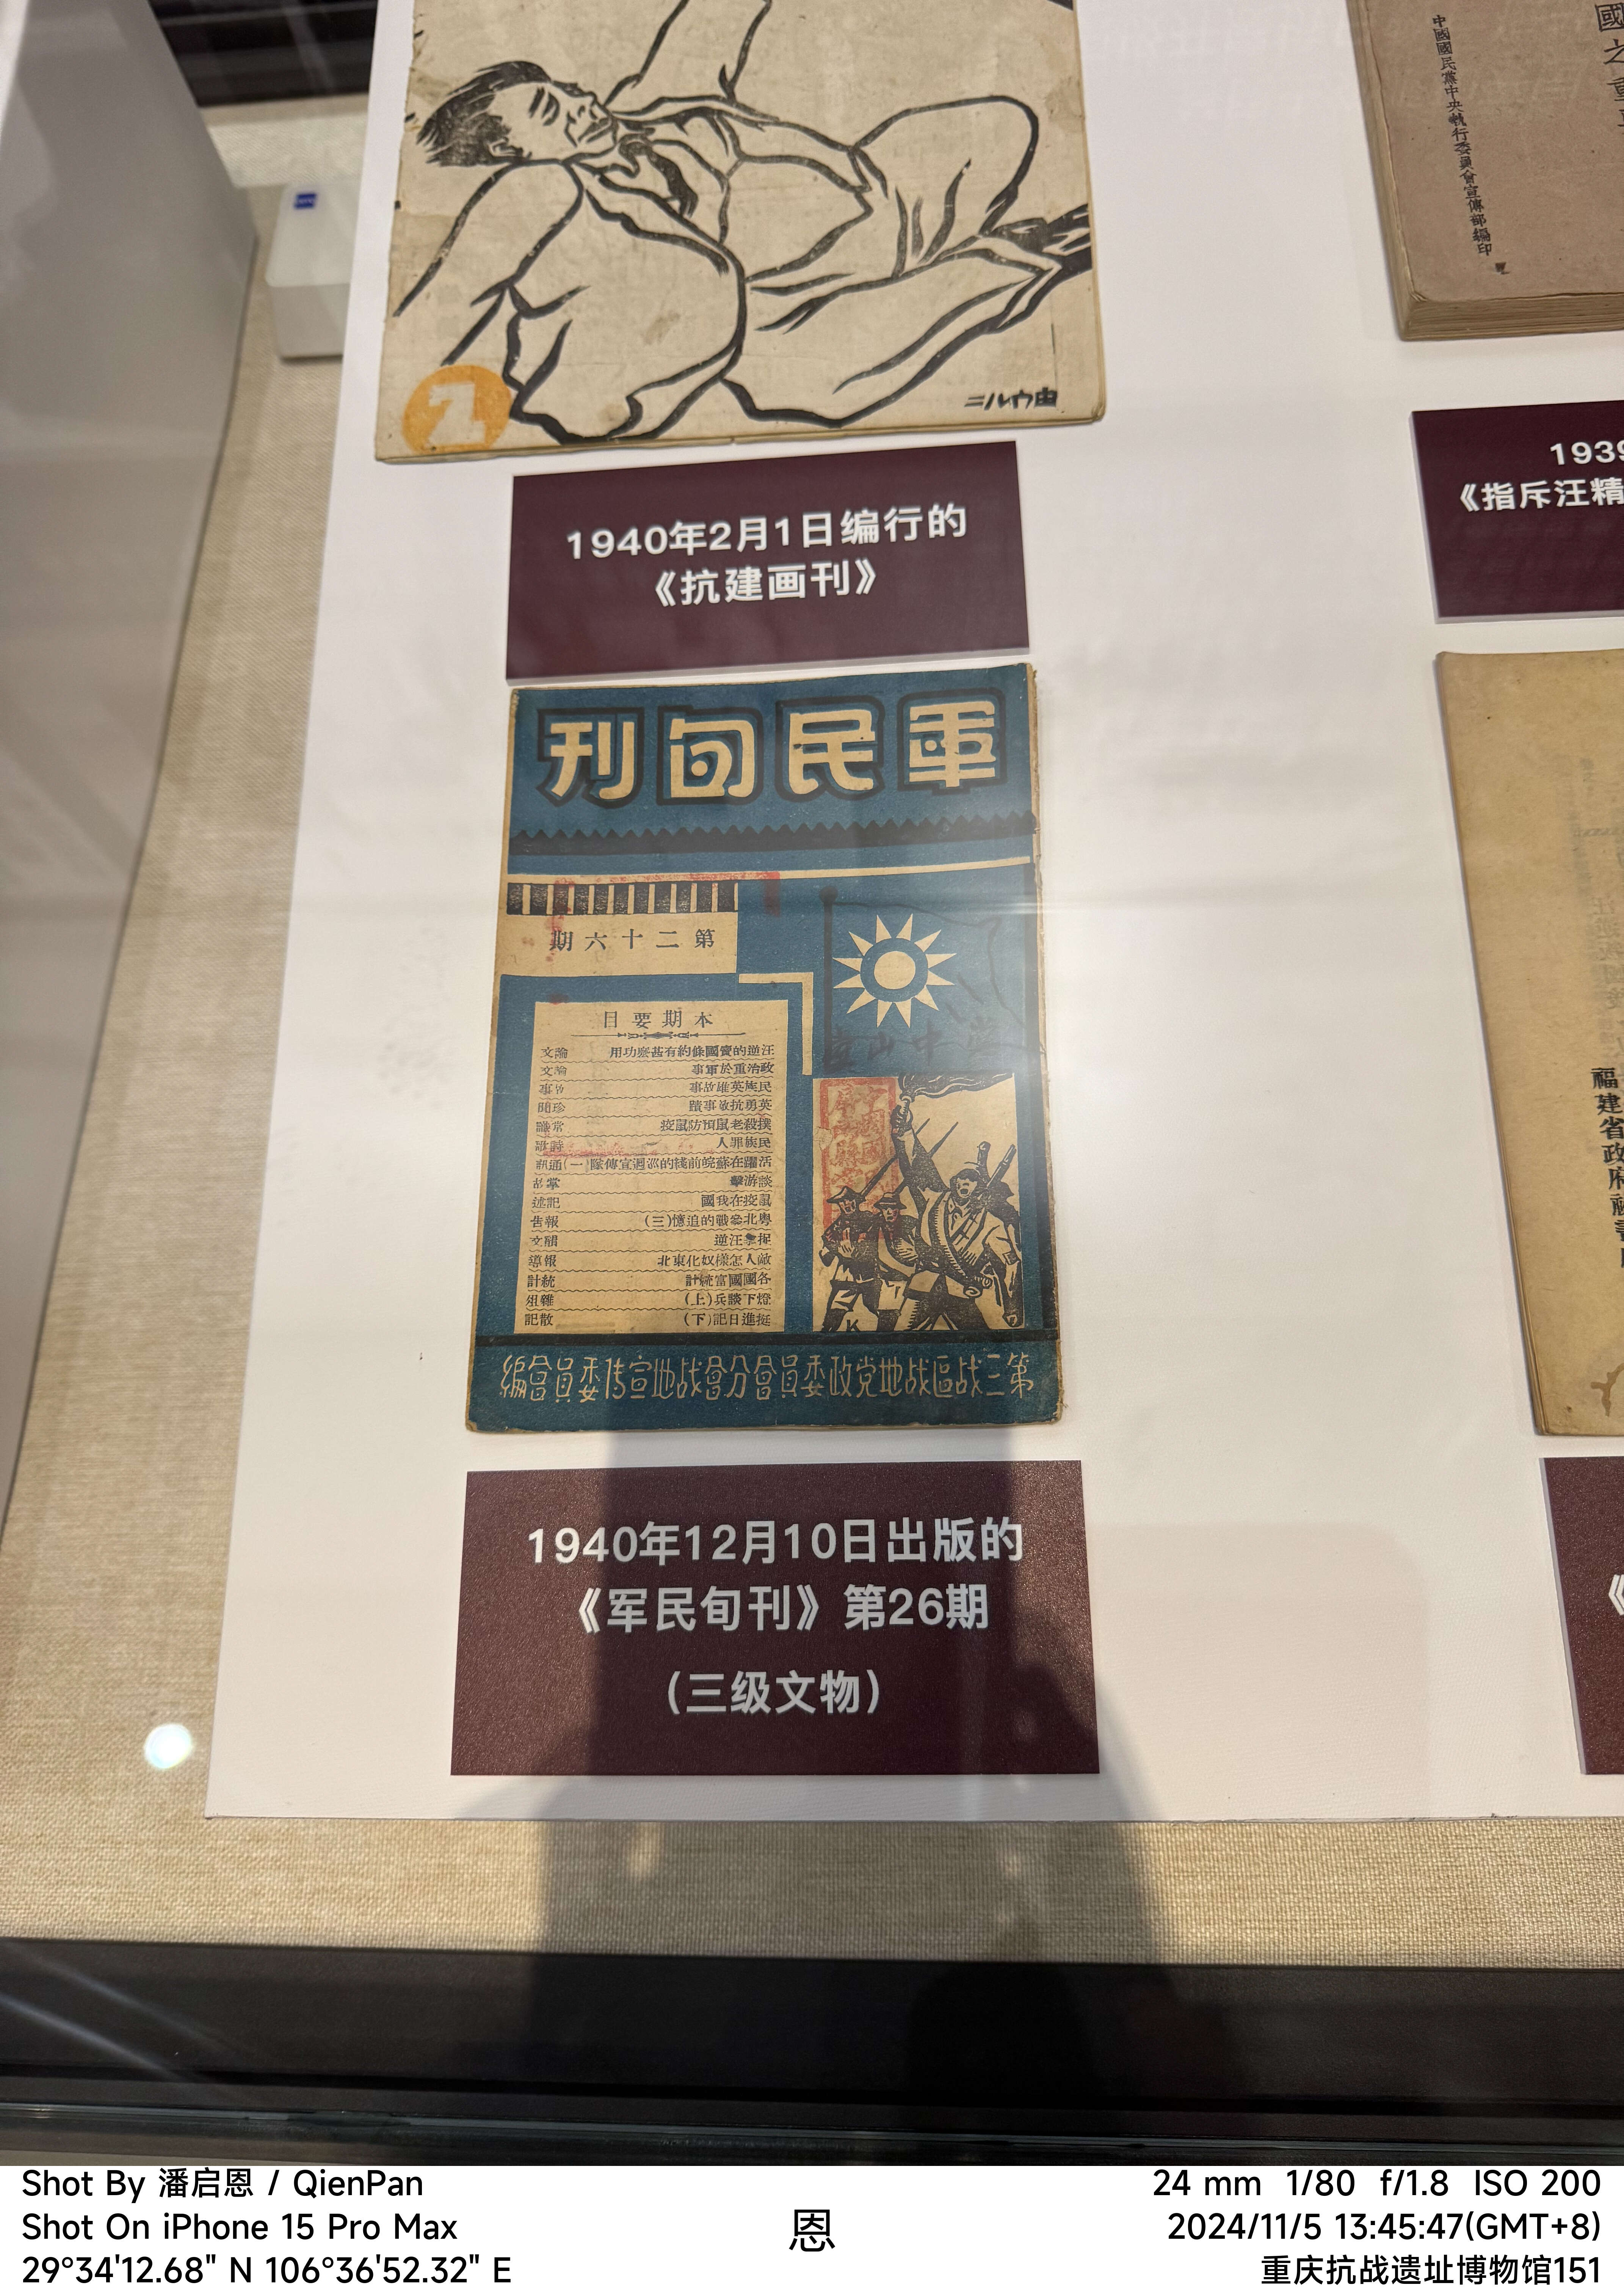 中國國民黨中央執行委員會宣傳部編印
2
1940年2月1日编行的
《抗建画刊》
1939
《指斥汪精
軍民旬刊
第二十六期
本期要目
汪逆的賣國條約有甚麽功用 論文
政治重於軍事 論文
民族英雄故事
英勇抗敵事蹟 珍聞
撲殺老鼠預防鼠疫 常識
民族罪人
活躍在蘇皖前綫的巡迴宣傳隊(一) 通訊
談游擊 掌故
鼠疫在我國 記述
粵北參戰的追憶(三) 報告
捉拿汪逆
敵人怎樣奴化東北 報導
各國國富統計 統計
燈下談兵(上) 雜俎
挺進日記(下) 散記
第三战區战地党政委員會分會战地宣传委員會編
福建省政府
1940年12月10日出版的
《军民旬刊》第26期
（三级文物）
《
Shot By 潘启恩 / QienPan
Shot On iPhone 15 Pro Max
29°34'12.68" N 106°36'52.32" E
恩
24 mm 1/80 f/1.8 ISO 200
2024/11/5 13:45:47(GMT+8)
重庆抗战遗址博物馆151